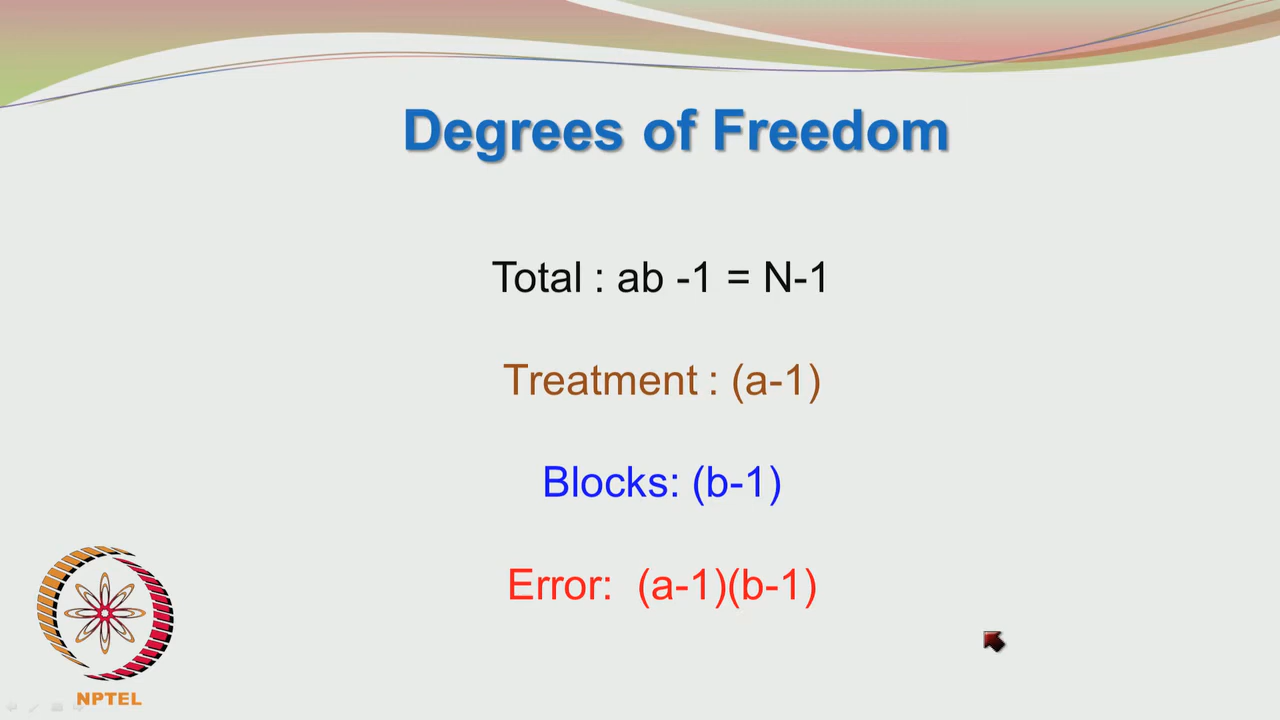 Degrees of Freedom
Total : ab -1 = N-1
Treatment : (a-1)
Blocks: (b-1)
Error:  (a-1)(b-1)
NPTEL